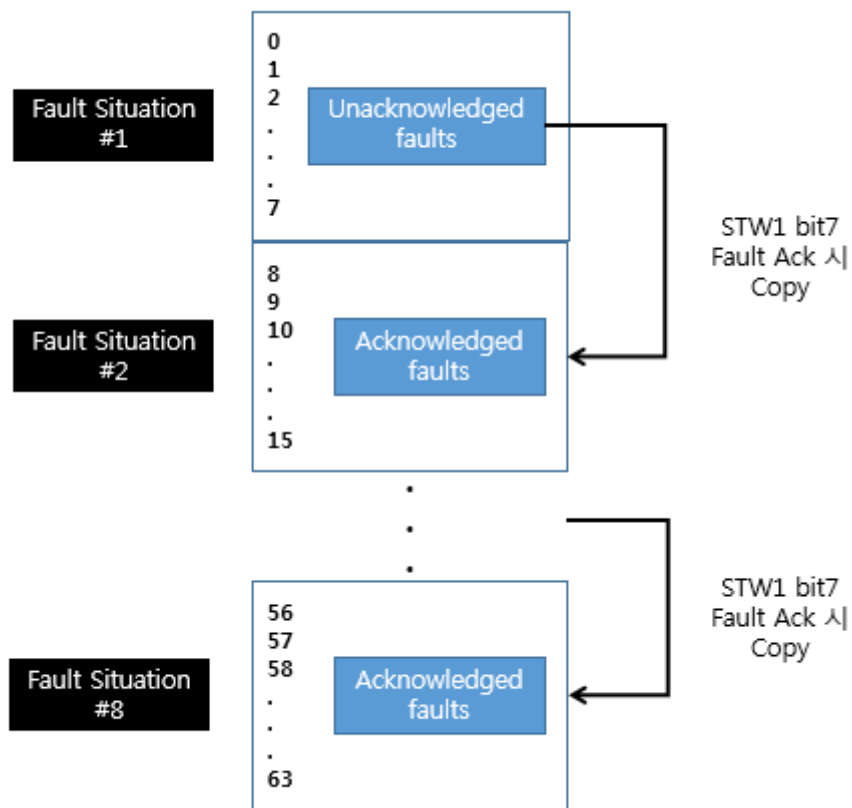 Fault Situation
#1
0
1
2
.
.
.
7
Unacknowledged
faults
STW1 bit7
Fault Ack 시
Copy
Fault Situation
#2
8
9
10
.
.
.
15
Acknowledged
faults
.
.
.
STW1 bit7
Fault Ack 시
Copy
Fault Situation
#8
56
57
58
.
.
.
63
Acknowledged
faults